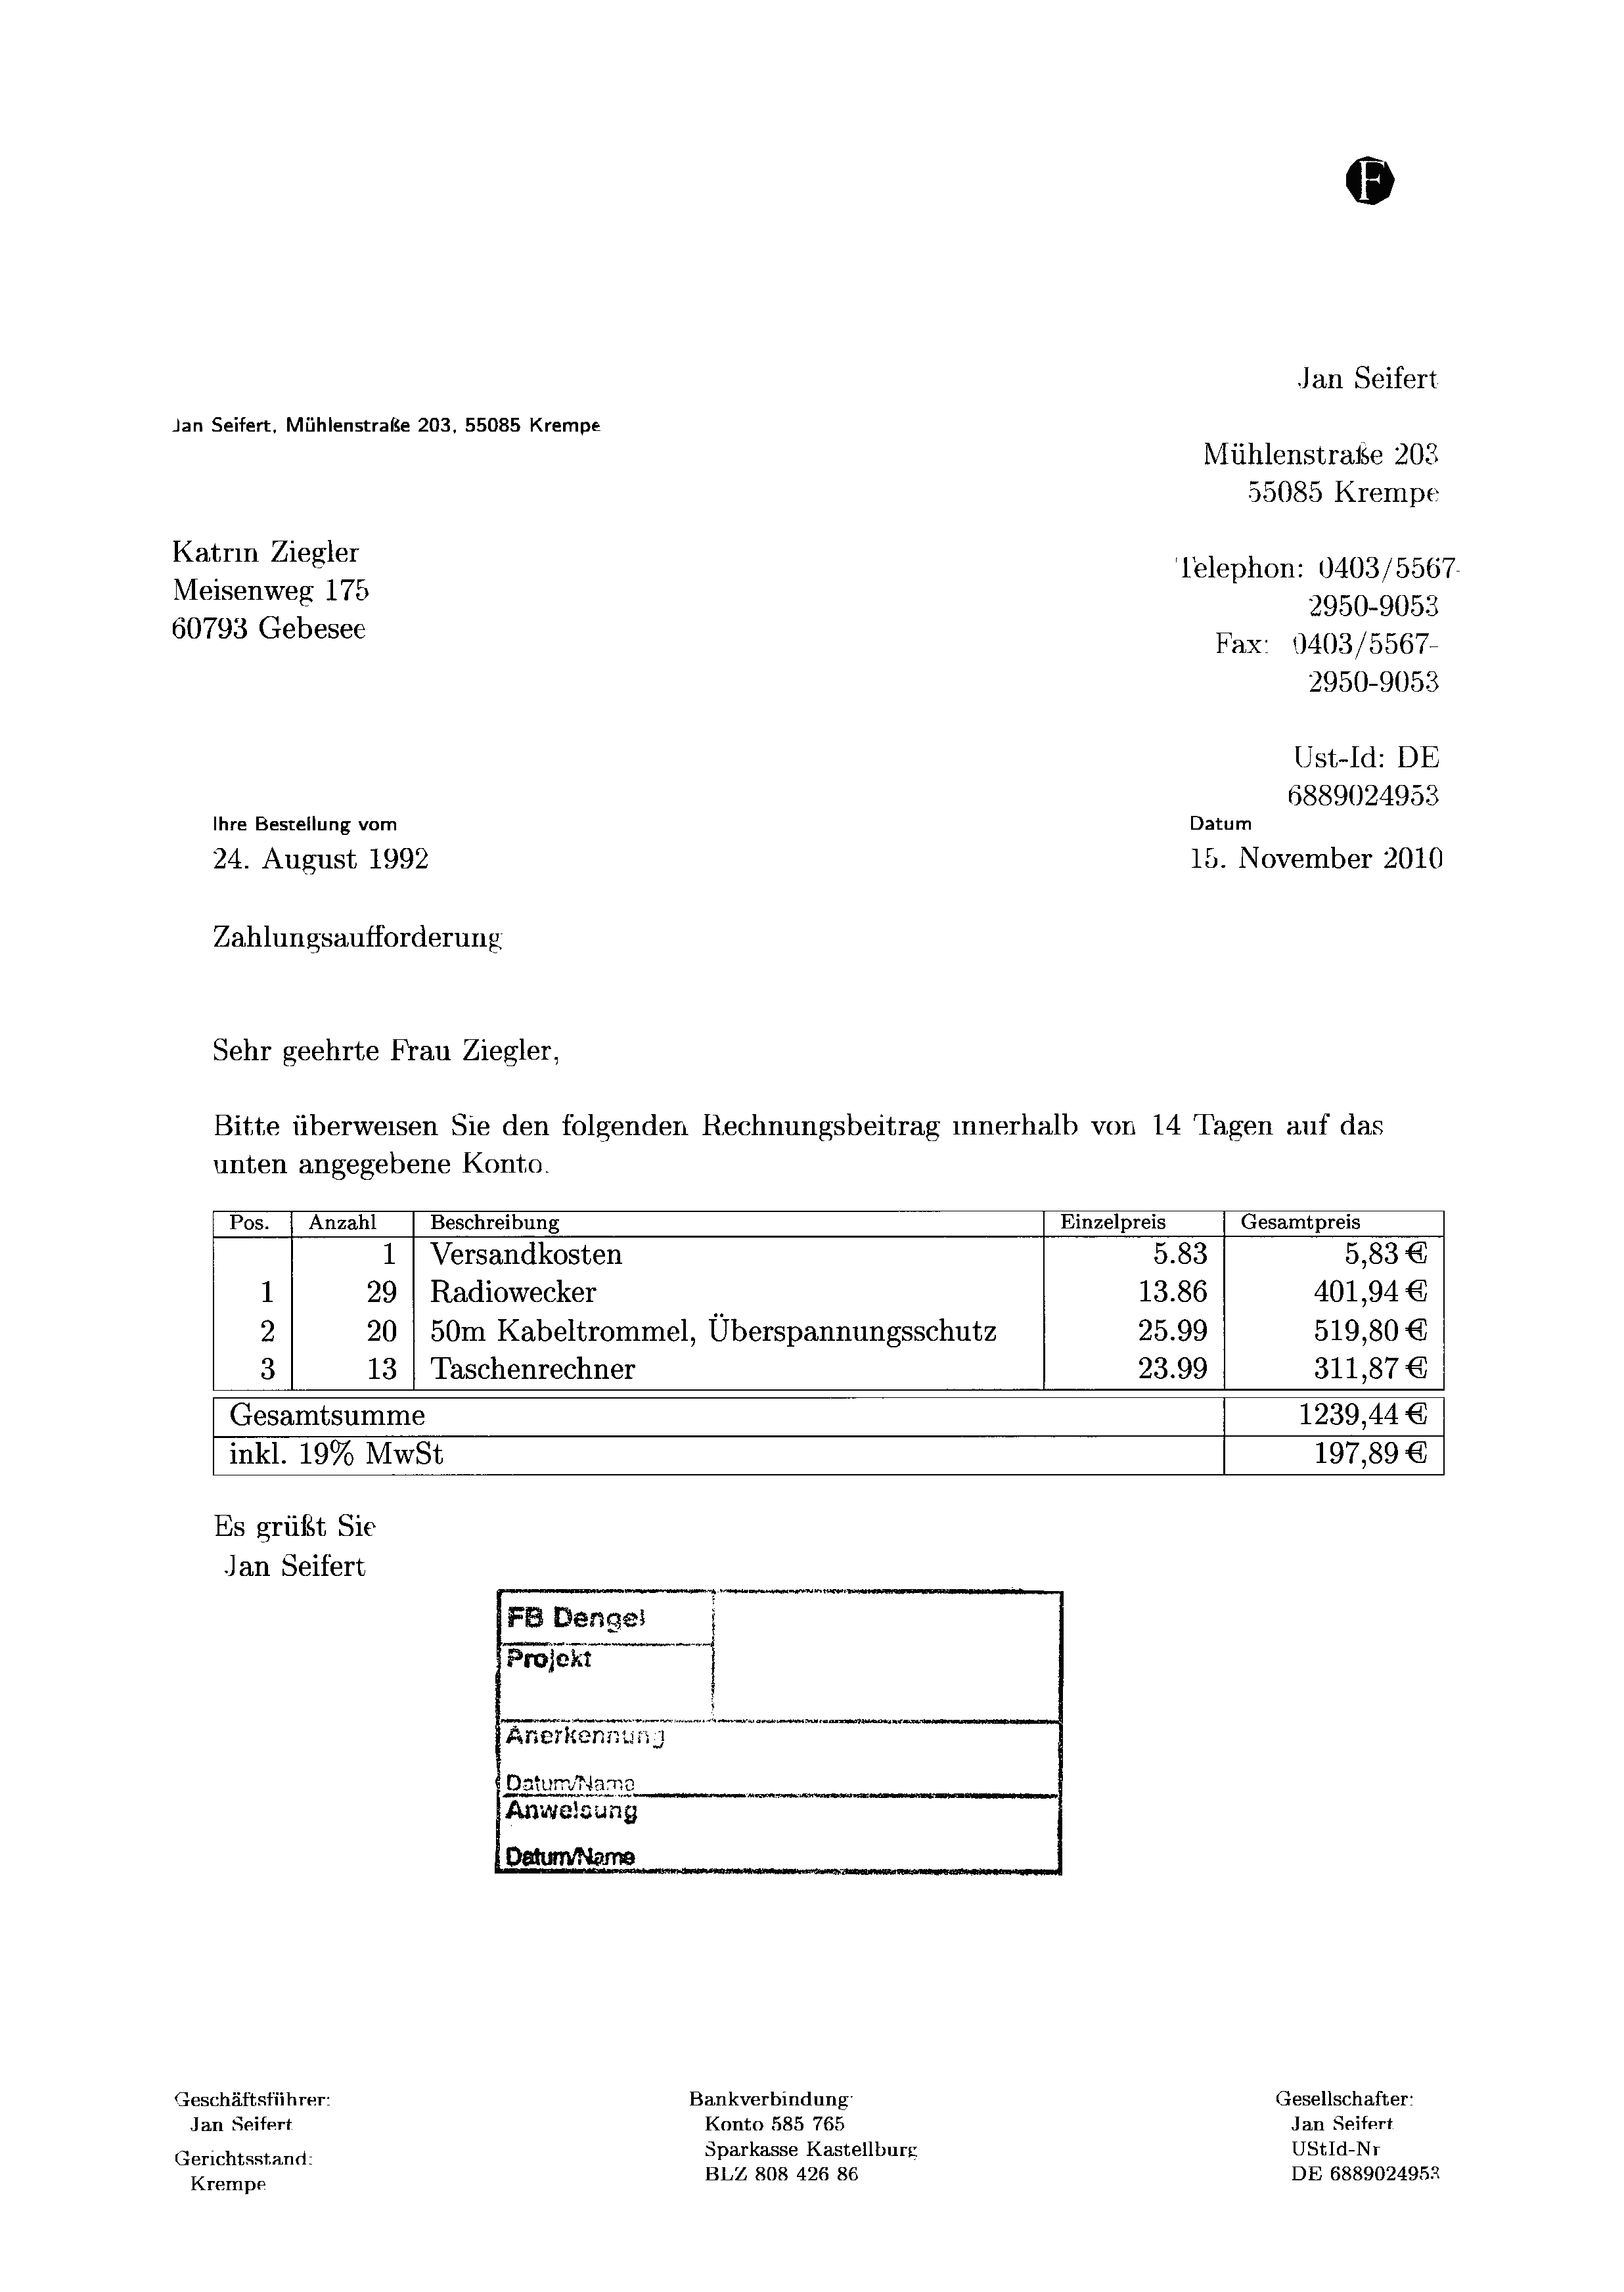 F
Jan Seifert
Jan Seifert, Mühlenstraße 203, 55085 Krempe
Mühlenstraße 203
55085 Krempe
Katrin Ziegler
Meisenweg 175
60793 Gebesee
Telephon: 0403/5567-
2950-9053
Fax: 0403/5567-
2950-9053
Ust-Id: DE
6889024953
Ihre Bestellung vom Datum
24. August 1992 15. November 2010
Zahlungsaufforderung
Sehr geehrte Frau Ziegler,
Bitte überweisen Sie den folgenden Rechnungsbeitrag innerhalb von 14 Tagen auf das
unten angegebene Konto.
Pos. Anzahl Beschreibung Einzelpreis Gesamtpreis
1 Versandkosten 5.83 5,83 €
1 29 Radiowecker 13.86 401,94 €
2 20 50m Kabeltrommel, Überspannungsschutz 25.99 519,80 €
3 13 Taschenrechner 23.99 311,87 €
Gesamtsumme 1239,44 €
inkl. 19% MwSt 197,89 €
Es grüßt Sie
Jan Seifert
FB Dengel
Projekt
Anerkennung
Datum/Name
Anweisung
Datum/Name
Geschäftsführer:
Jan Seifert
Gerichtsstand:
Krempe
Bankverbindung:
Konto 585 765
Sparkasse Kastellburg
BLZ 808 426 86
Gesellschafter:
Jan Seifert
UStId-Nr
DE 6889024953